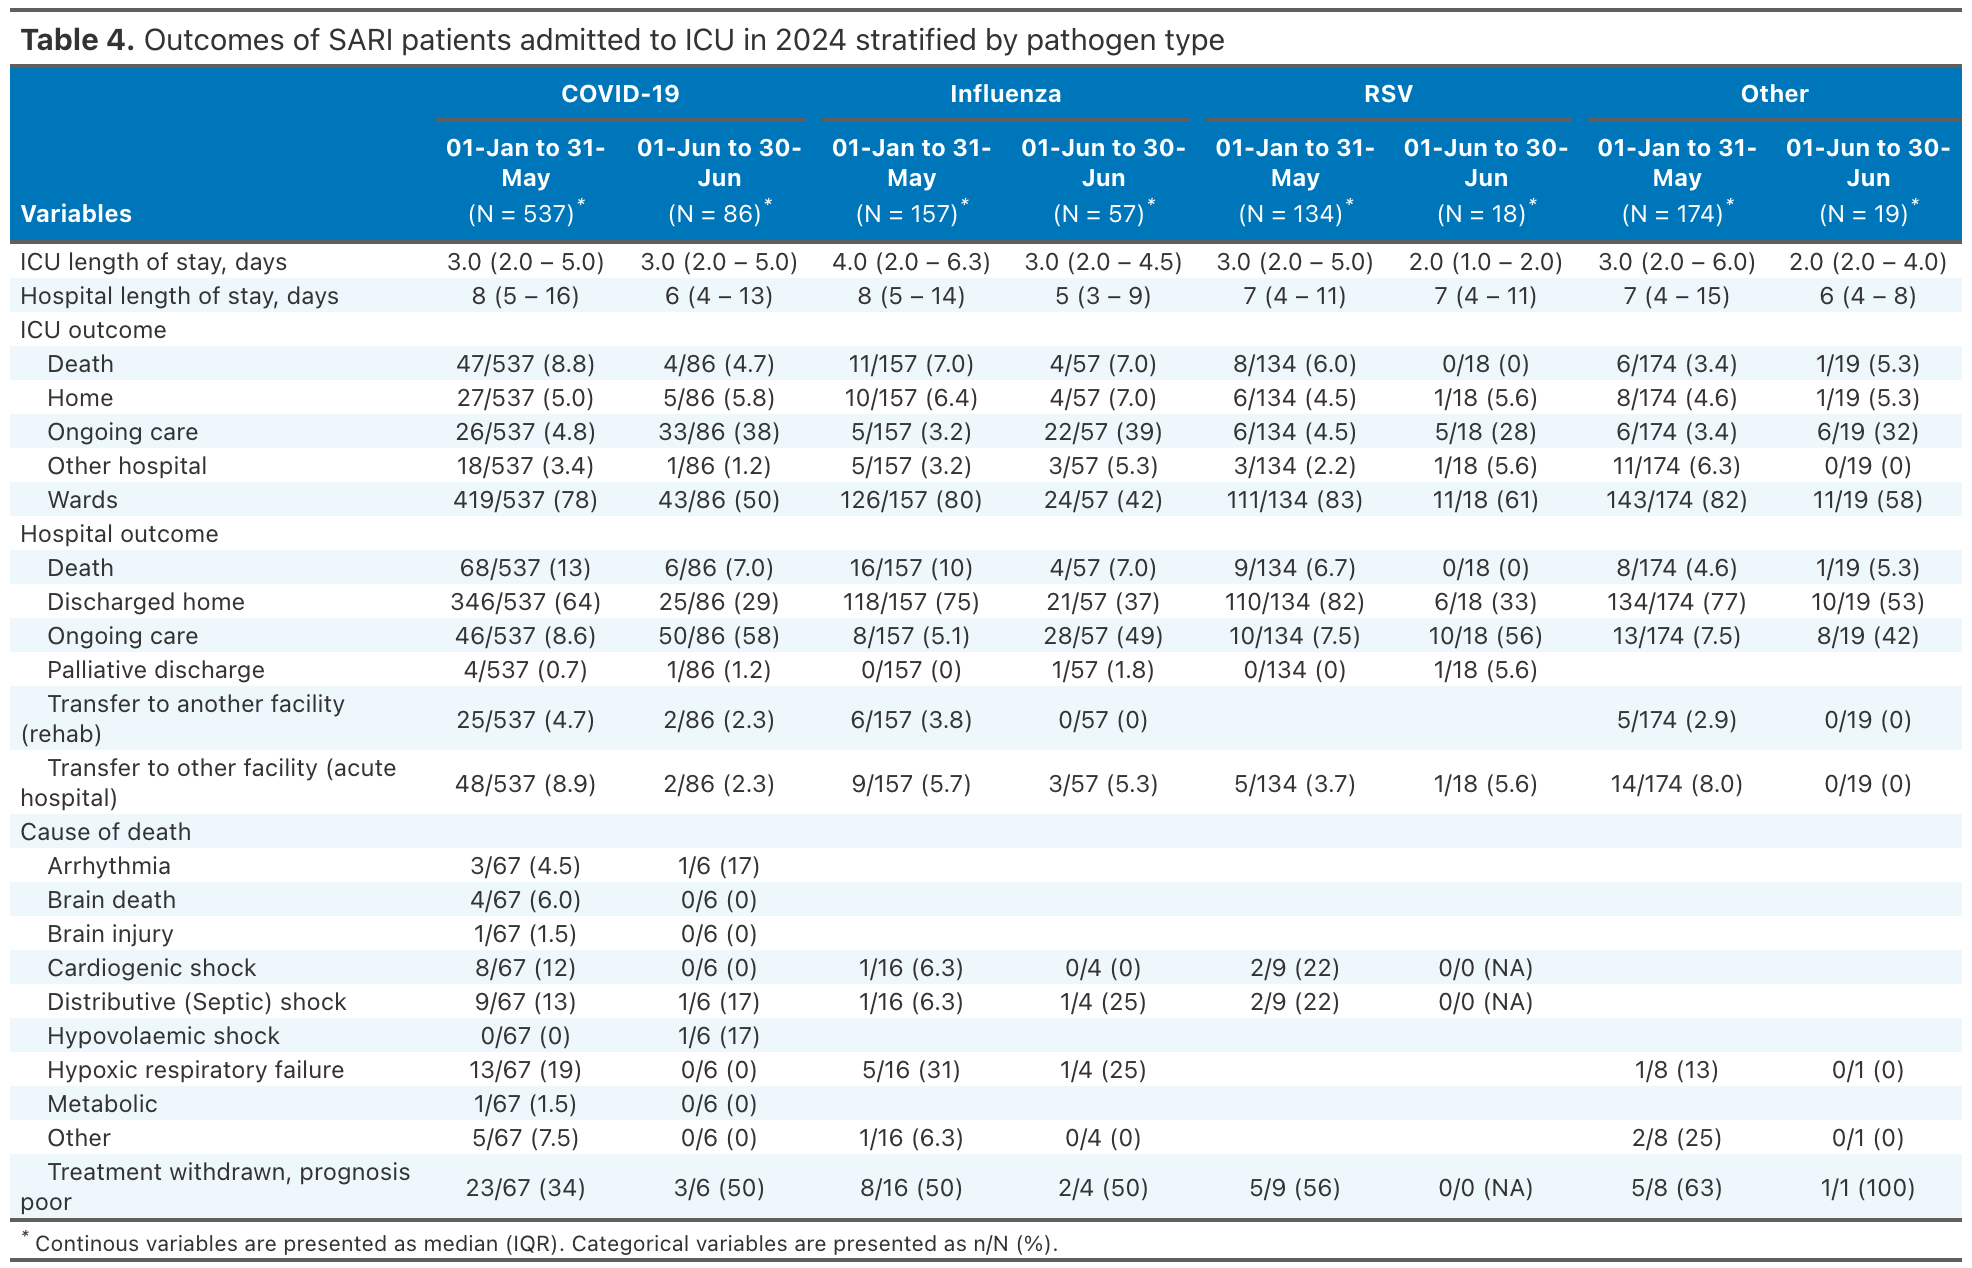 Table 4. Outcomes of SARI patients admitted to ICU in 2024 stratified by pathogen type
COVID-19 Influenza RSV Other
01-Jan to 31- 01-Jun to 30- 01-Jan to 31- 01-Jun to 30- 01-Jan to 31- 01-Jun to 30- 01-Jan to 31- 01-Jun to 30-
May Jun May Jun May Jun May Jun
Variables (N = 537)* (N = 86)* (N = 157)* (N = 57)* (N = 134)* (N = 18)* (N = 174)* (N = 19)*
ICU length of stay, days 3.0 (2.0 – 5.0) 3.0 (2.0 – 5.0) 4.0 (2.0 – 6.3) 3.0 (2.0 – 4.5) 3.0 (2.0 – 5.0) 2.0 (1.0 – 2.0) 3.0 (2.0 – 6.0) 2.0 (2.0 – 4.0)
Hospital length of stay, days 8 (5 – 16) 6 (4 – 13) 8 (5 – 14) 5 (3 – 9) 7 (4 – 11) 7 (4 – 11) 7 (4 – 15) 6 (4 – 8)
ICU outcome
Death 47/537 (8.8) 4/86 (4.7) 11/157 (7.0) 4/57 (7.0) 8/134 (6.0) 0/18 (0) 6/174 (3.4) 1/19 (5.3)
Home 27/537 (5.0) 5/86 (5.8) 10/157 (6.4) 4/57 (7.0) 6/134 (4.5) 1/18 (5.6) 8/174 (4.6) 1/19 (5.3)
Ongoing care 26/537 (4.8) 33/86 (38) 5/157 (3.2) 22/57 (39) 6/134 (4.5) 5/18 (28) 6/174 (3.4) 6/19 (32)
Other hospital 18/537 (3.4) 1/86 (1.2) 5/157 (3.2) 3/57 (5.3) 3/134 (2.2) 1/18 (5.6) 11/174 (6.3) 0/19 (0)
Wards 419/537 (78) 43/86 (50) 126/157 (80) 24/57 (42) 111/134 (83) 11/18 (61) 143/174 (82) 11/19 (58)
Hospital outcome
Death 68/537 (13) 6/86 (7.0) 16/157 (10) 4/57 (7.0) 9/134 (6.7) 0/18 (0) 8/174 (4.6) 1/19 (5.3)
Discharged home 346/537 (64) 25/86 (29) 118/157 (75) 21/57 (37) 110/134 (82) 6/18 (33) 134/174 (77) 10/19 (53)
Ongoing care 46/537 (8.6) 50/86 (58) 8/157 (5.1) 28/57 (49) 10/134 (7.5) 10/18 (56) 13/174 (7.5) 8/19 (42)
Palliative discharge 4/537 (0.7) 1/86 (1.2) 0/157 (0) 1/57 (1.8) 0/134 (0) 1/18 (5.6)
Transfer to another facility
(rehab) 25/537 (4.7) 2/86 (2.3) 6/157 (3.8) 0/57 (0) 5/174 (2.9) 0/19 (0)
Transfer to other facility (acute
hospital) 48/537 (8.9) 2/86 (2.3) 9/157 (5.7) 3/57 (5.3) 5/134 (3.7) 1/18 (5.6) 14/174 (8.0) 0/19 (0)
Cause of death
Arrhythmia 3/67 (4.5) 1/6 (17)
Brain death 4/67 (6.0) 0/6 (0)
Brain injury 1/67 (1.5) 0/6 (0)
Cardiogenic shock 8/67 (12) 0/6 (0) 1/16 (6.3) 0/4 (0) 2/9 (22) 0/0 (NA)
Distributive (Septic) shock 9/67 (13) 1/6 (17) 1/16 (6.3) 1/4 (25) 2/9 (22) 0/0 (NA)
Hypovolaemic shock 0/67 (0) 1/6 (17)
Hypoxic respiratory failure 13/67 (19) 0/6 (0) 5/16 (31) 1/4 (25) 1/8 (13) 0/1 (0)
Metabolic 1/67 (1.5) 0/6 (0)
Other 5/67 (7.5) 0/6 (0) 1/16 (6.3) 0/4 (0) 2/8 (25) 0/1 (0)
Treatment withdrawn, prognosis
poor 23/67 (34) 3/6 (50) 8/16 (50) 2/4 (50) 5/9 (56) 0/0 (NA) 5/8 (63) 1/1 (100)
* Continous variables are presented as median (IQR). Categorical variables are presented as n/N (%).